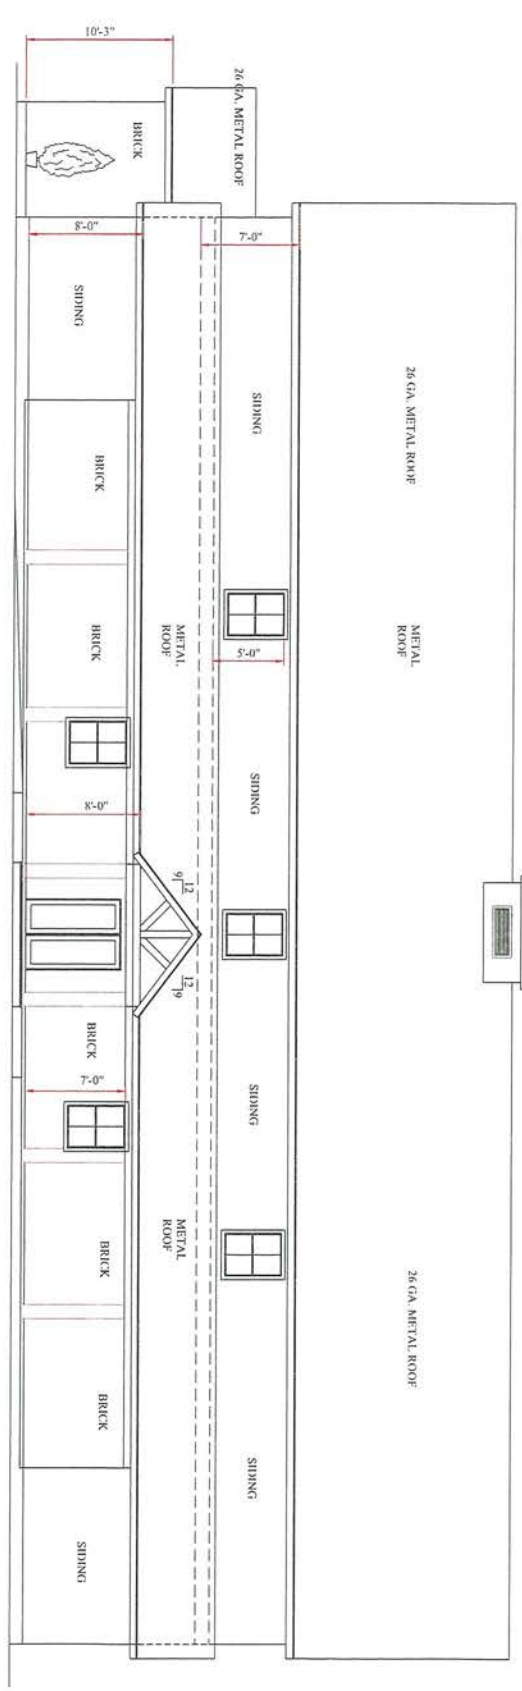 26 GA. METAL ROOF
METAL
ROOF
26 GA. METAL ROOF
26 GA. METAL ROOF
7'-0"
SIDING
5'-0"
SIDING
SIDING
SIDING
METAL
ROOF
12
9
12
9
METAL
ROOF
10'-3"
BRICK
8'-0"
SIDING
BRICK
BRICK
8'-0"
BRICK
7'-0"
BRICK
BRICK
SIDING